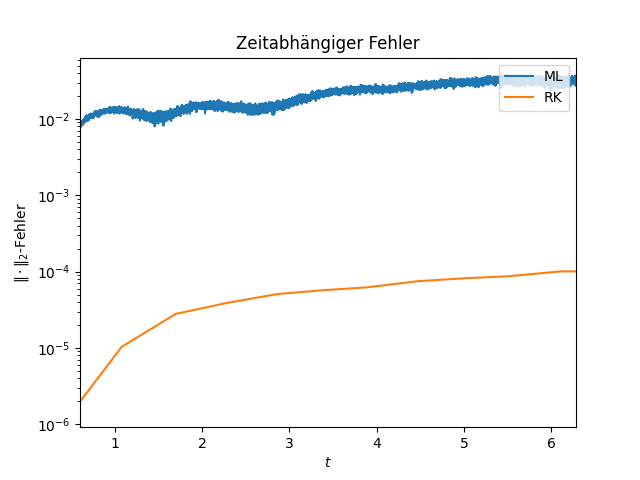 Zeitabhängiger Fehler
ML
RK
10⁻²
10⁻³
10⁻⁴
10⁻⁵
10⁻⁶
‖ · ‖₂-Fehler
1 2 3 4 5 6
t